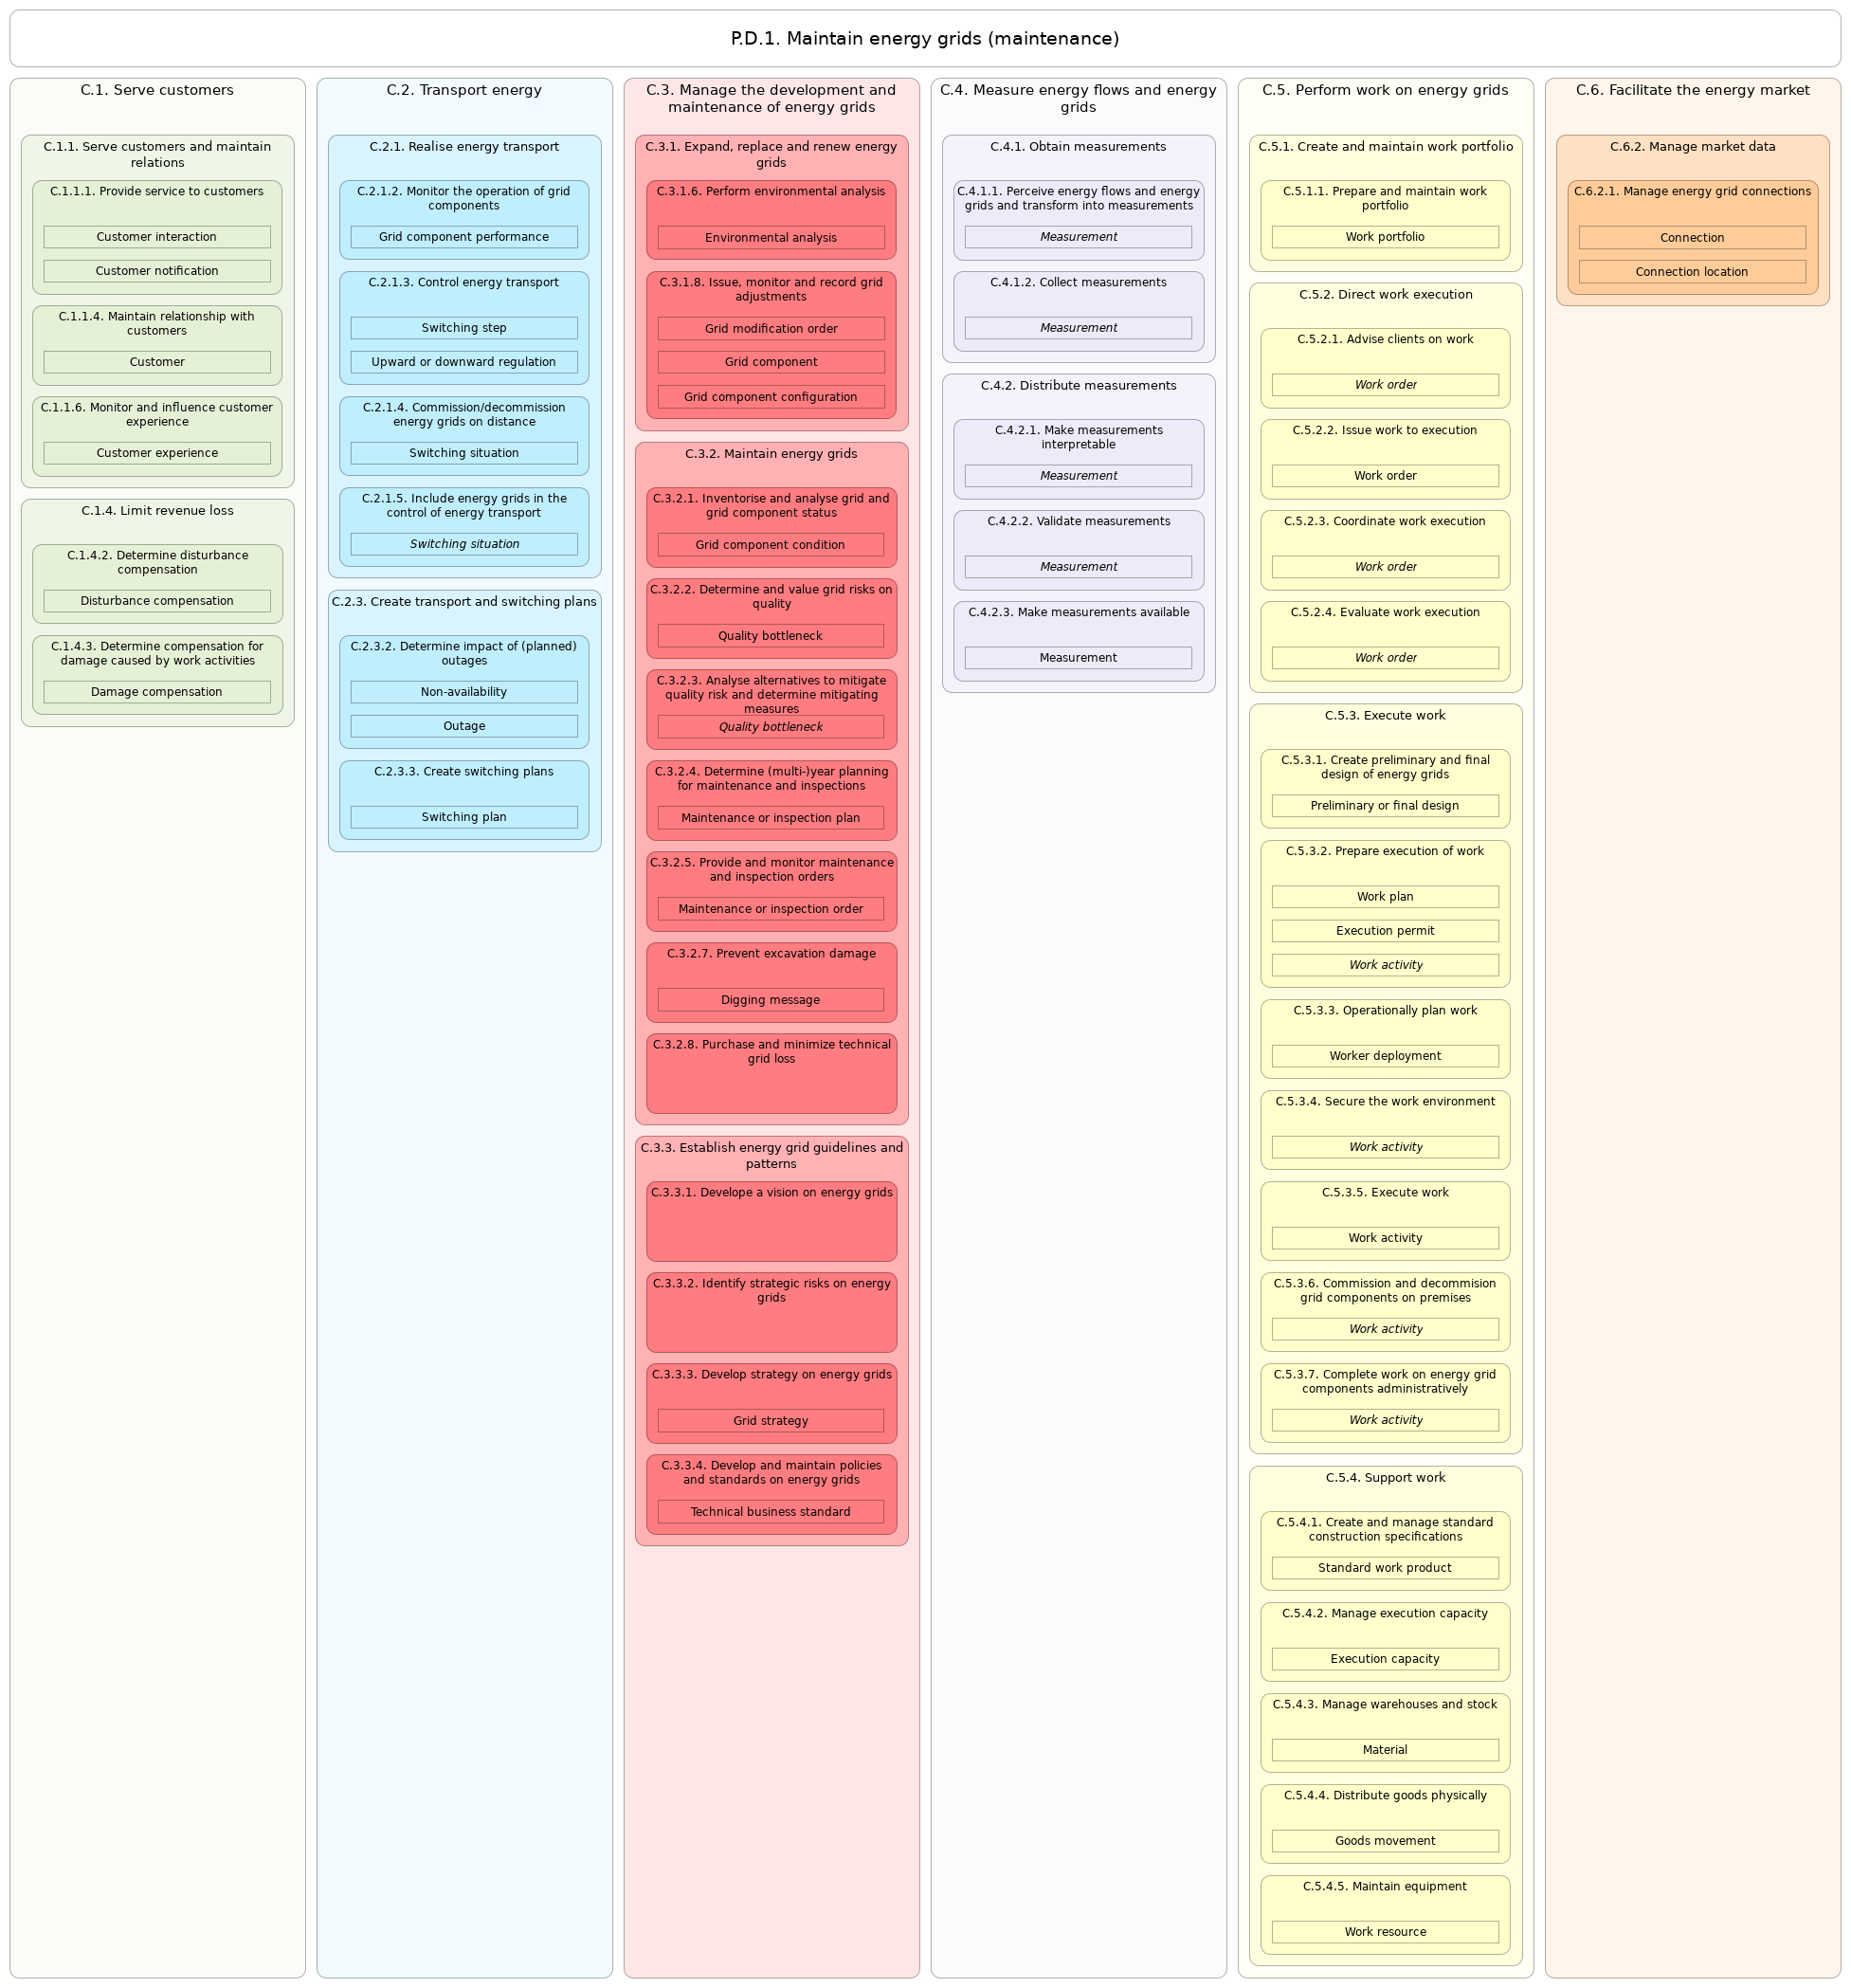 P.D.1. Maintain energy grids (maintenance)
C.1. Serve customers
C.1.1. Serve customers and maintain
relations
C.1.1.1. Provide service to customers
Customer interaction
Customer notification
C.1.1.4. Maintain relationship with
customers
Customer
C.1.1.6. Monitor and influence customer
experience
Customer experience
C.1.4. Limit revenue loss
C.1.4.2. Determine disturbance
compensation
Disturbance compensation
C.1.4.3. Determine compensation for
damage caused by work activities
Damage compensation
C.2. Transport energy
C.2.1. Realise energy transport
C.2.1.2. Monitor the operation of grid
components
Grid component performance
C.2.1.3. Control energy transport
Switching step
Upward or downward regulation
C.2.1.4. Commission/decommission
energy grids on distance
Switching situation
C.2.1.5. Include energy grids in the
control of energy transport
Switching situation
C.2.3. Create transport and switching plans
C.2.3.2. Determine impact of (planned)
outages
Non-availability
Outage
C.2.3.3. Create switching plans
Switching plan
C.3. Manage the development and
maintenance of energy grids
C.3.1. Expand, replace and renew energy
grids
C.3.1.6. Perform environmental analysis
Environmental analysis
C.3.1.8. Issue, monitor and record grid
adjustments
Grid modification order
Grid component
Grid component configuration
C.3.2. Maintain energy grids
C.3.2.1. Inventorise and analyse grid and
grid component status
Grid component condition
C.3.2.2. Determine and value grid risks on
quality
Quality bottleneck
C.3.2.3. Analyse alternatives to mitigate
quality risk and determine mitigating
measures
Quality bottleneck
C.3.2.4. Determine (multi-)year planning
for maintenance and inspections
Maintenance or inspection plan
C.3.2.5. Provide and monitor maintenance
and inspection orders
Maintenance or inspection order
C.3.2.7. Prevent excavation damage
Digging message
C.3.2.8. Purchase and minimize technical
grid loss
C.3.3. Establish energy grid guidelines and
patterns
C.3.3.1. Develope a vision on energy grids
C.3.3.2. Identify strategic risks on energy
grids
C.3.3.3. Develop strategy on energy grids
Grid strategy
C.3.3.4. Develop and maintain policies
and standards on energy grids
Technical business standard
C.4. Measure energy flows and energy
grids
C.4.1. Obtain measurements
C.4.1.1. Perceive energy flows and energy
grids and transform into measurements
Measurement
C.4.1.2. Collect measurements
Measurement
C.4.2. Distribute measurements
C.4.2.1. Make measurements
interpretable
Measurement
C.4.2.2. Validate measurements
Measurement
C.4.2.3. Make measurements available
Measurement
C.5. Perform work on energy grids
C.5.1. Create and maintain work portfolio
C.5.1.1. Prepare and maintain work
portfolio
Work portfolio
C.5.2. Direct work execution
C.5.2.1. Advise clients on work
Work order
C.5.2.2. Issue work to execution
Work order
C.5.2.3. Coordinate work execution
Work order
C.5.2.4. Evaluate work execution
Work order
C.5.3. Execute work
C.5.3.1. Create preliminary and final
design of energy grids
Preliminary or final design
C.5.3.2. Prepare execution of work
Work plan
Execution permit
Work activity
C.5.3.3. Operationally plan work
Worker deployment
C.5.3.4. Secure the work environment
Work activity
C.5.3.5. Execute work
Work activity
C.5.3.6. Commission and decommision
grid components on premises
Work activity
C.5.3.7. Complete work on energy grid
components administratively
Work activity
C.5.4. Support work
C.5.4.1. Create and manage standard
construction specifications
Standard work product
C.5.4.2. Manage execution capacity
Execution capacity
C.5.4.3. Manage warehouses and stock
Material
C.5.4.4. Distribute goods physically
Goods movement
C.5.4.5. Maintain equipment
Work resource
C.6. Facilitate the energy market
C.6.2. Manage market data
C.6.2.1. Manage energy grid connections
Connection
Connection location